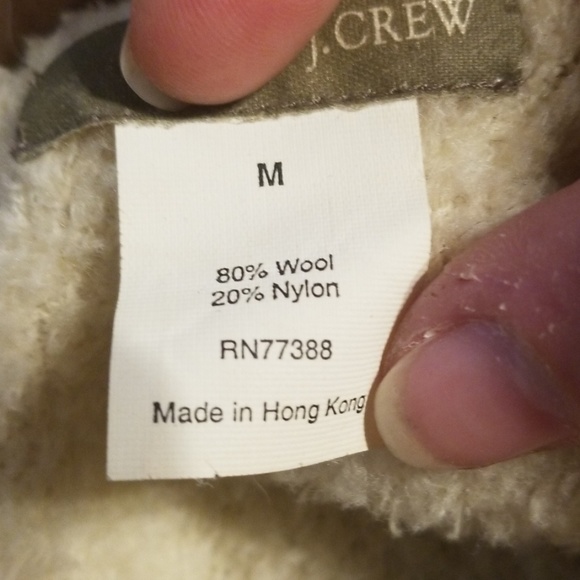 J.CREW
M
80% Wool
20% Nylon
RN77388
Made in Hong Kong